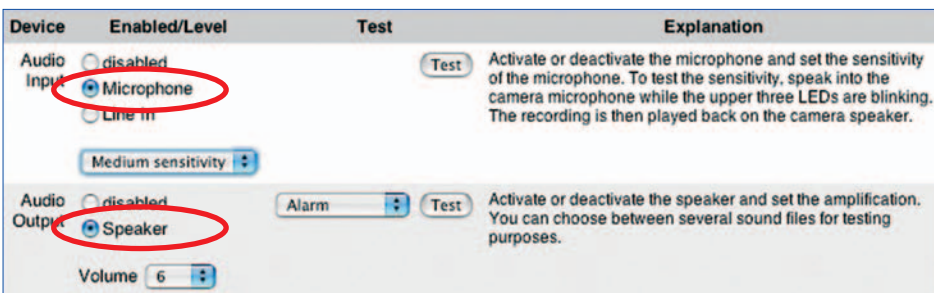 Device Enabled/Level Test Explanation
Audio Input
disabled
Microphone
Line In
Medium sensitivity
Test
Activate or deactivate the microphone and set the sensitivity
of the microphone. To test the sensitivity, speak into the
camera microphone while the upper three LEDs are blinking.
The recording is then played back on the camera speaker.
Audio
Output
disabled
Speaker
Volume 6
Alarm Test
Activate or deactivate the speaker and set the amplification.
You can choose between several sound files for testing
purposes.